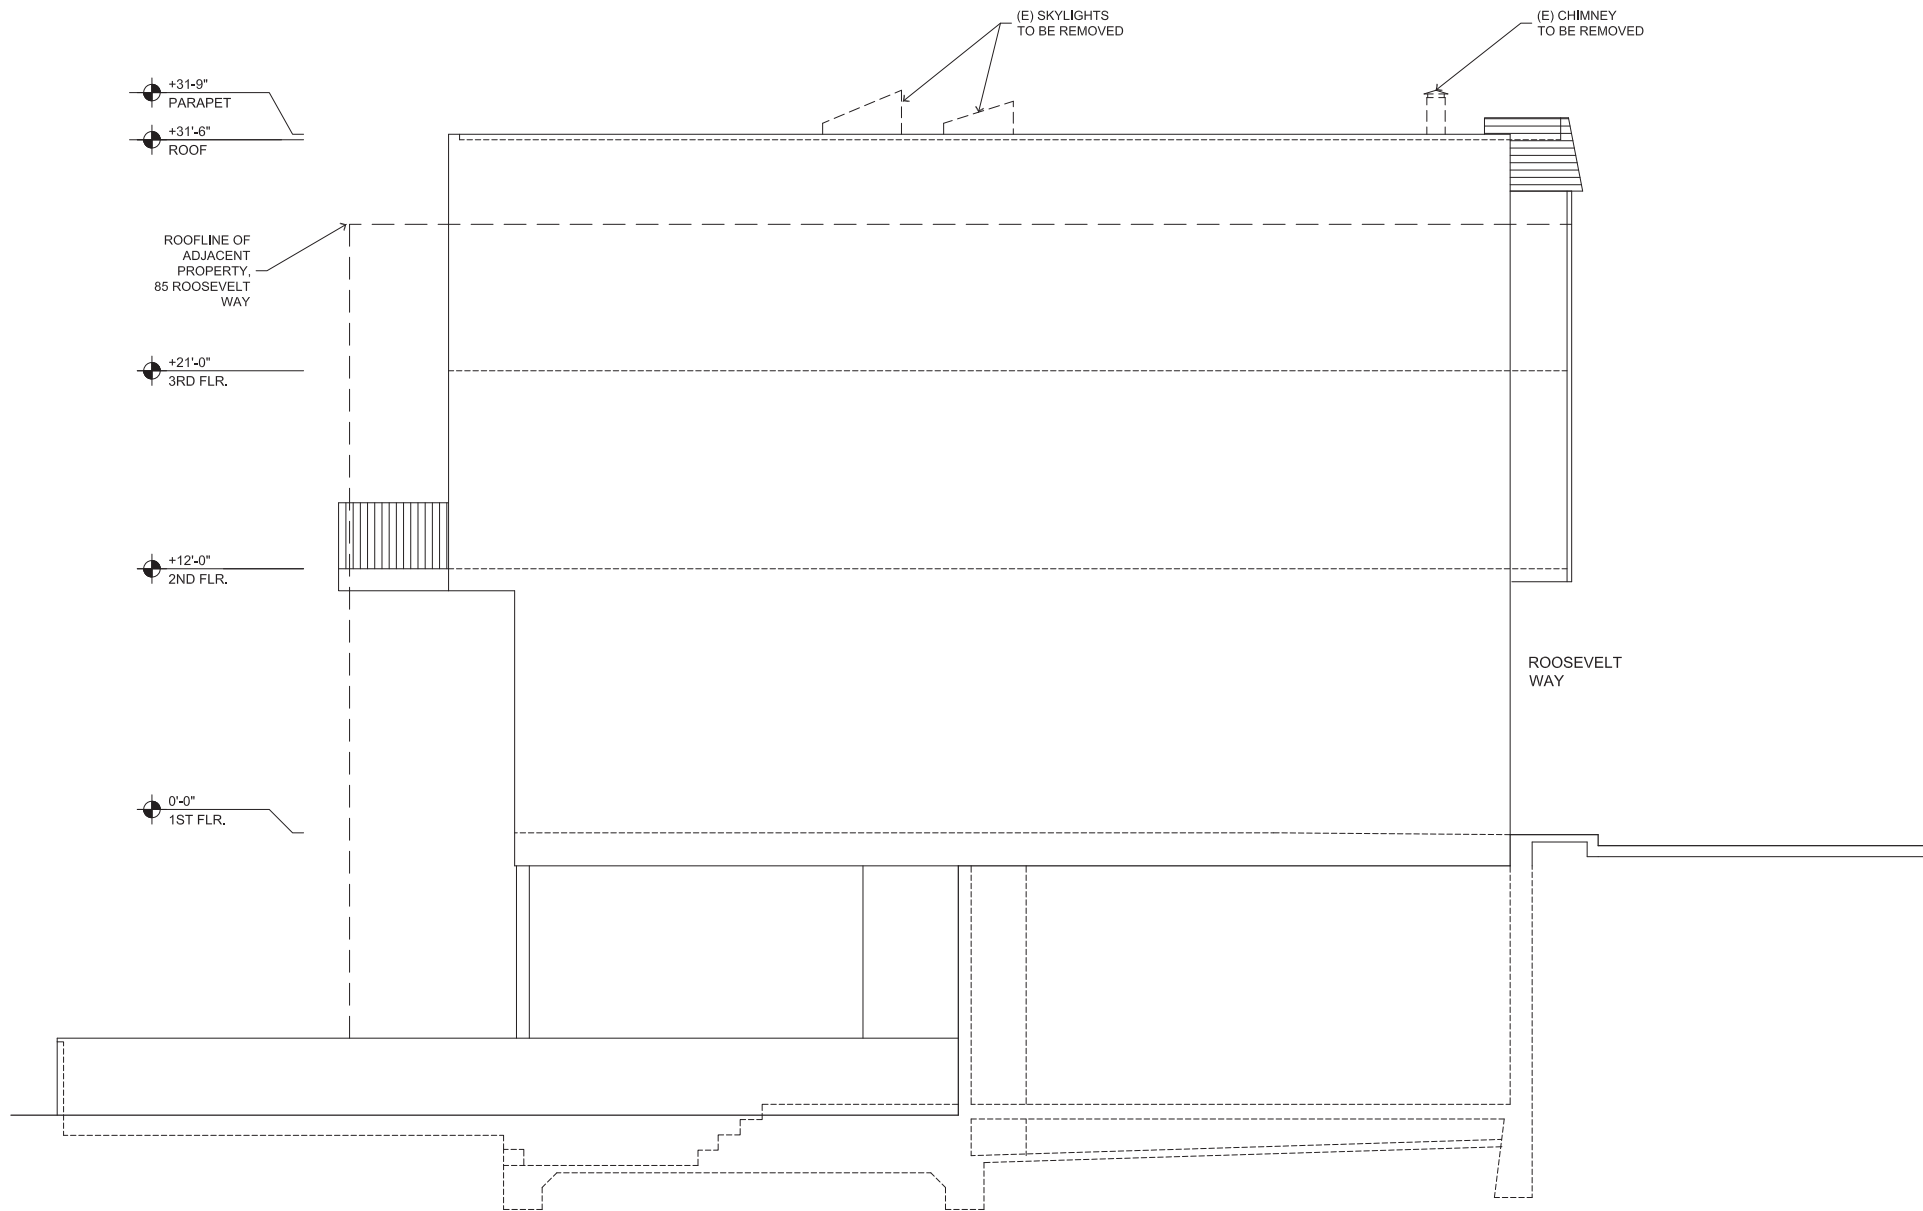 (E) SKYLIGHTS
TO BE REMOVED
(E) CHIMNEY
TO BE REMOVED
+31-9"
PARAPET
+31'-6"
ROOF
ROOFLINE OF
ADJACENT
PROPERTY,
85 ROOSEVELT
WAY
+21'-0"
3RD FLR.
+12'-0"
2ND FLR.
ROOSEVELT
WAY
0'-0"
1ST FLR.